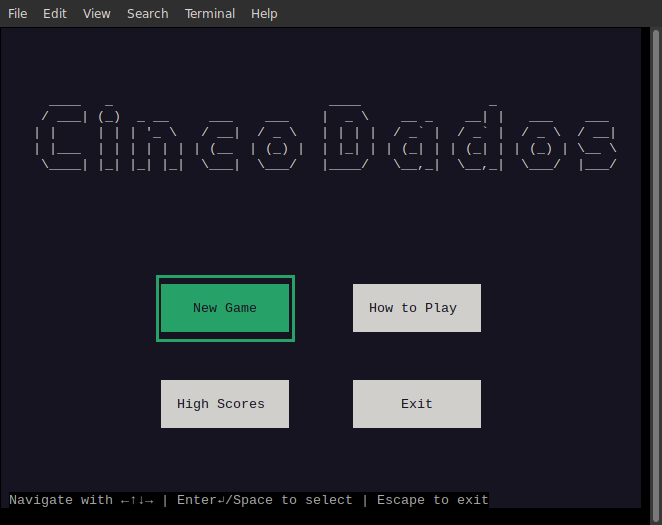 File Edit View Search Terminal Help
Cinco Dados
New Game
How to Play
High Scores
Exit
Navigate with ←↑↓→ | Enter↲/Space to select | Escape to exit